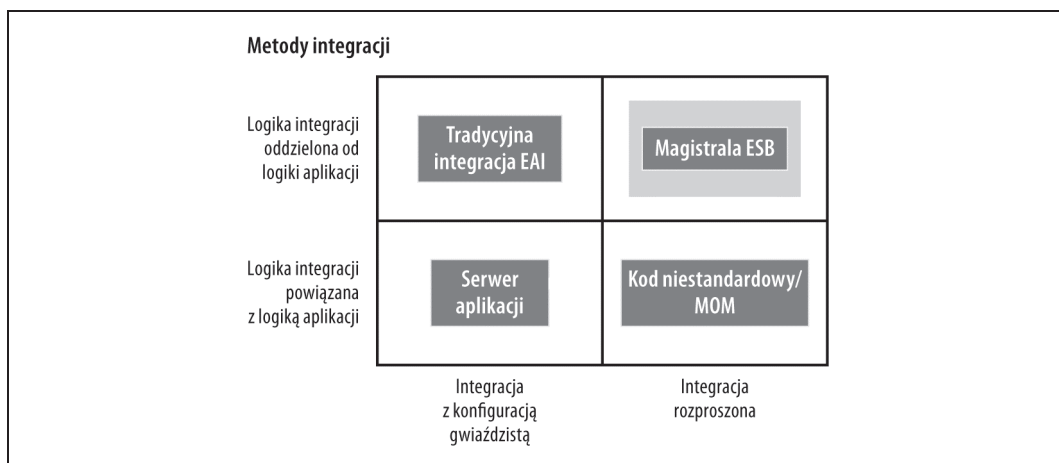 Metody integracji
Logika integracji
oddzielona od
logiki aplikacji
Tradycyjna
integracja EAI
Magistrala ESB
Logika integracji
powiązana
z logiką aplikacji
Serwer
aplikacji
Kod niestandardowy/
MOM
Integracja
z konfiguracją
gwiaździstą
Integracja
rozproszona